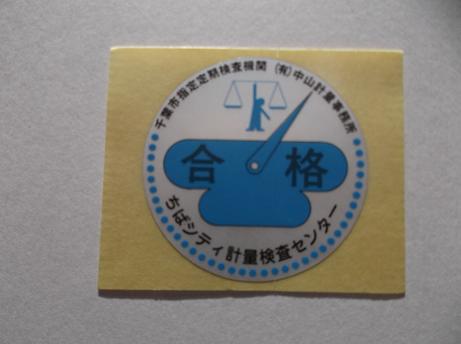 千葉市指定定期検査機関 (有)中山計量事務所
合格
ちばシティ計量検査センター